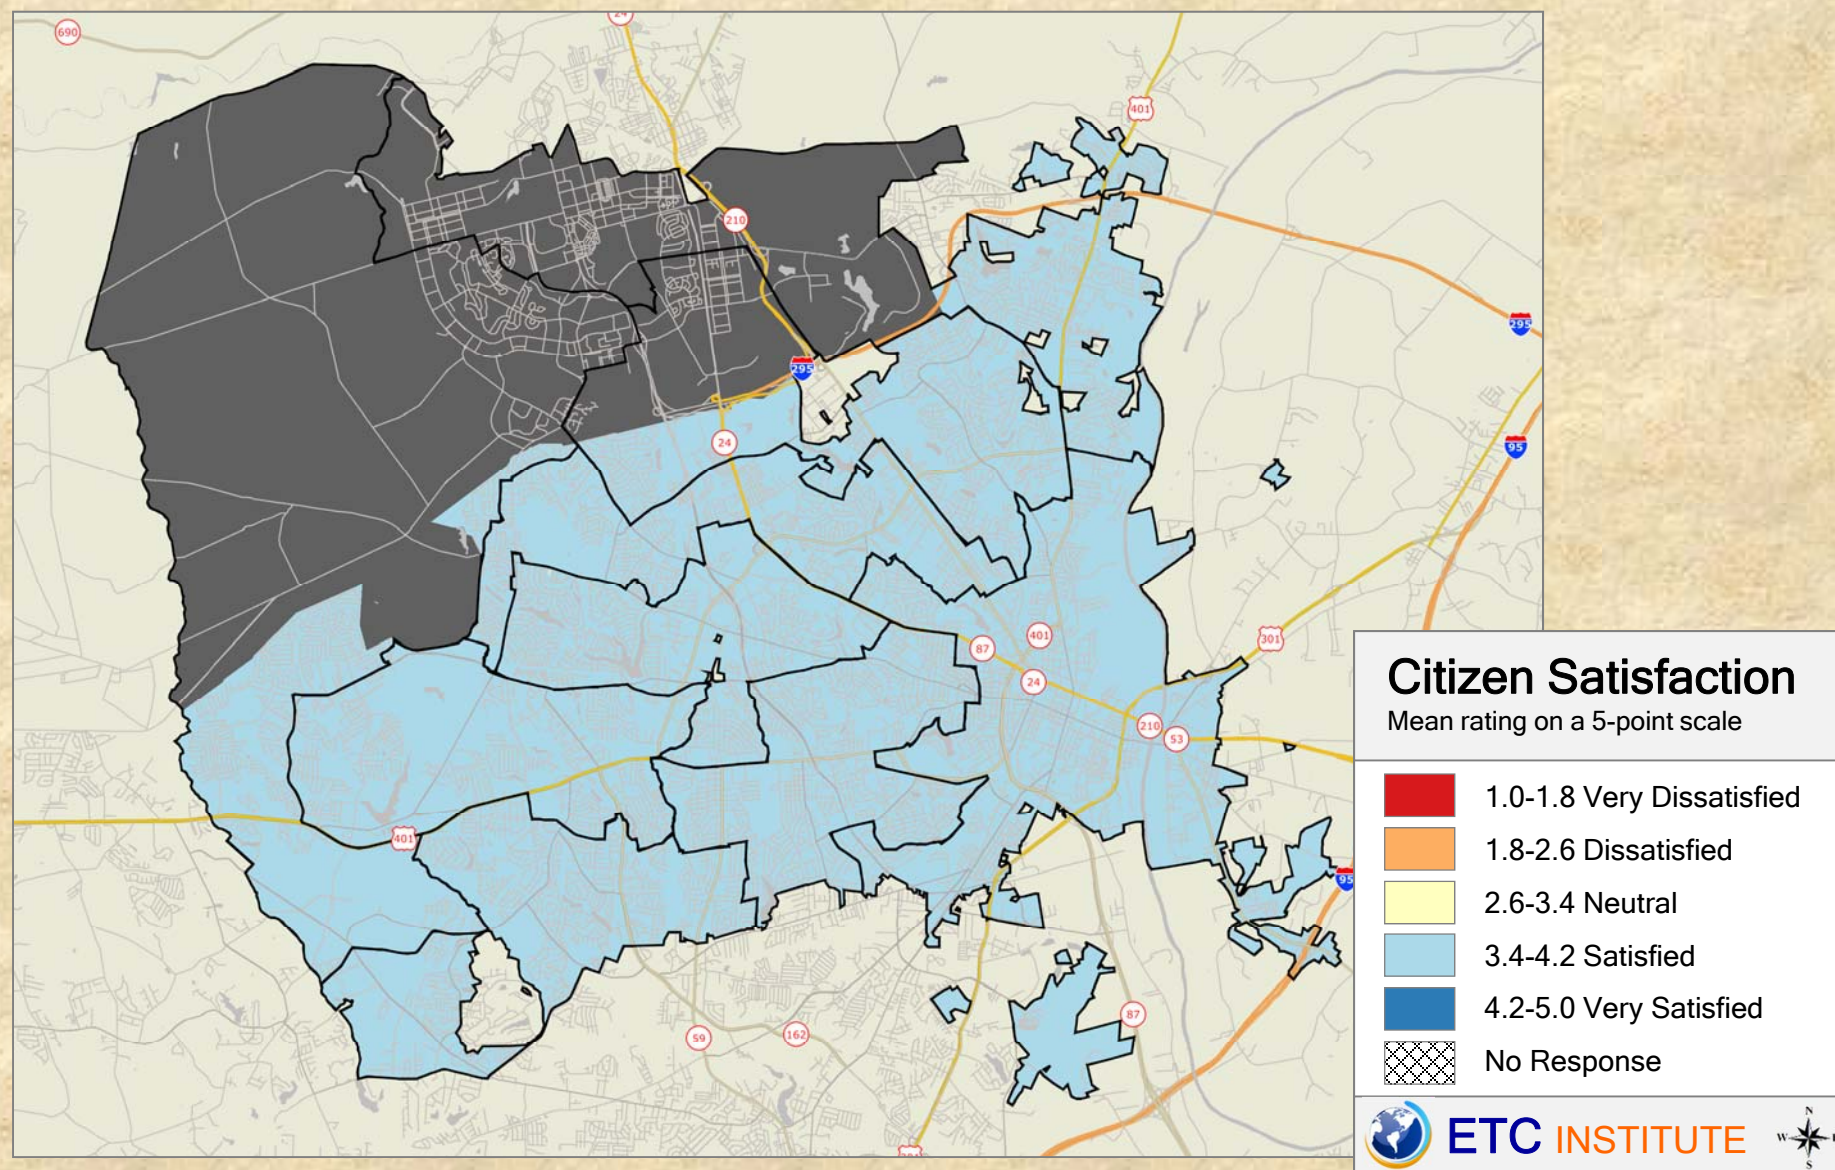 690
24
401
210
295
295
24
95
401
87
301
24
210
53
401
95
87
59
162
Citizen Satisfaction
Mean rating on a 5-point scale
1.0-1.8 Very Dissatisfied
1.8-2.6 Dissatisfied
2.6-3.4 Neutral
3.4-4.2 Satisfied
4.2-5.0 Very Satisfied
No Response
ETC INSTITUTE
N
W
S